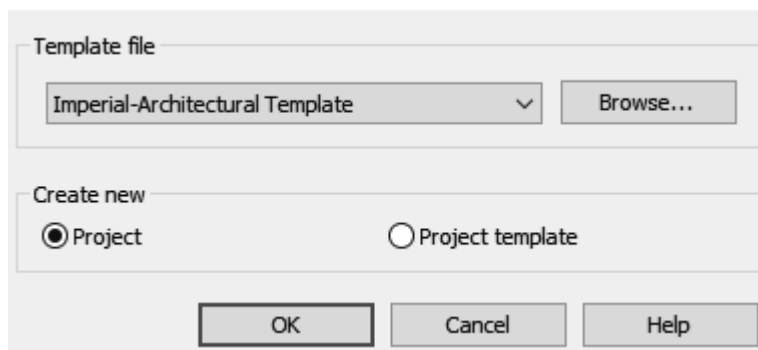 Template file
Imperial-Architectural Template
Browse...
Create new
Project
Project template
OK
Cancel
Help